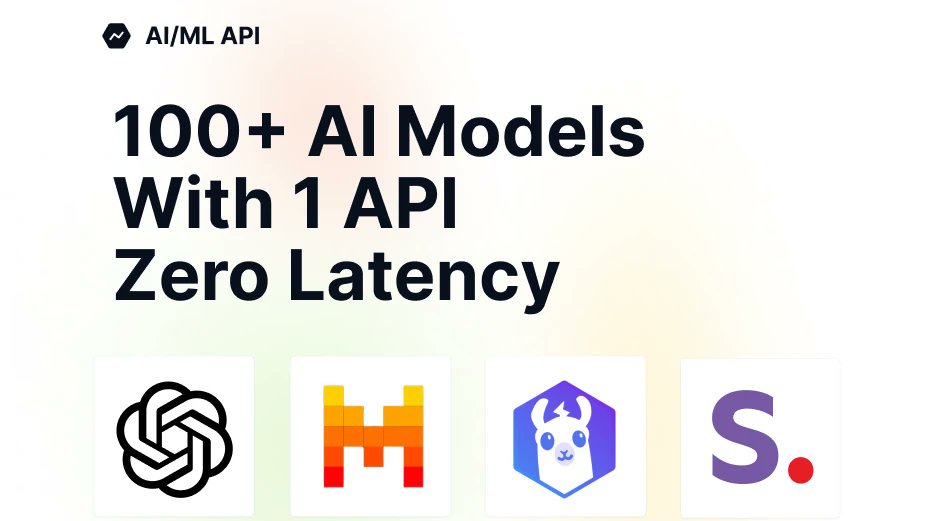 AI/ML API
100+ AI Models
With 1 API
Zero Latency
S.